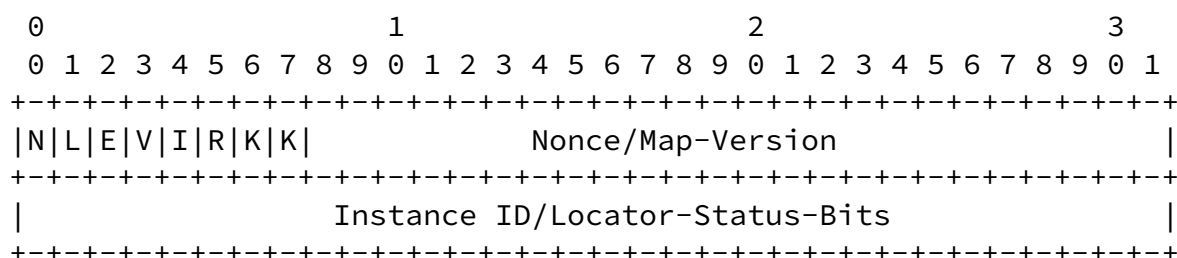 0                   1                   2                   3
 0 1 2 3 4 5 6 7 8 9 0 1 2 3 4 5 6 7 8 9 0 1 2 3 4 5 6 7 8 9 0 1
+-+-+-+-+-+-+-+-+-+-+-+-+-+-+-+-+-+-+-+-+-+-+-+-+-+-+-+-+-+-+-+-+
|N|L|E|V|I|R|K|K|            Nonce/Map-Version                  |
+-+-+-+-+-+-+-+-+-+-+-+-+-+-+-+-+-+-+-+-+-+-+-+-+-+-+-+-+-+-+-+-+
|                 Instance ID/Locator-Status-Bits               |
+-+-+-+-+-+-+-+-+-+-+-+-+-+-+-+-+-+-+-+-+-+-+-+-+-+-+-+-+-+-+-+-+